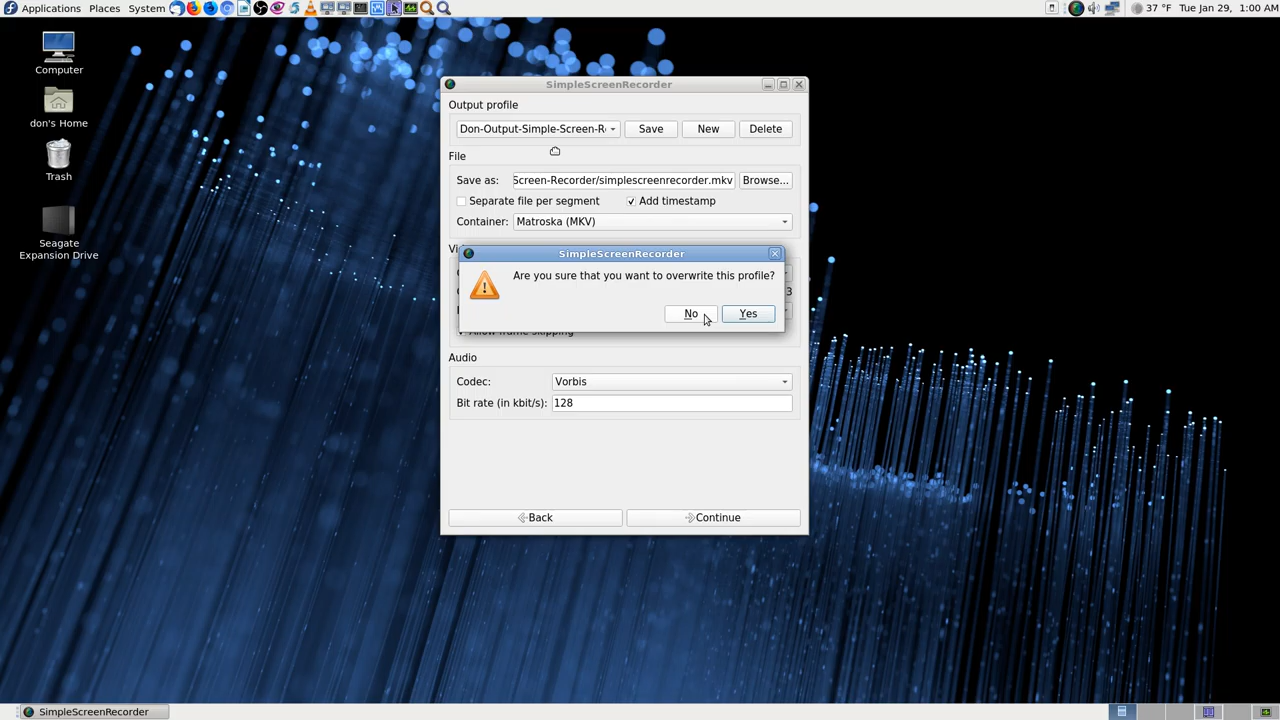 Applications Places System 37 °F Tue Jan 29, 1:00 AM
Computer
don's Home
Trash
Seagate
Expansion Drive
SimpleScreenRecorder
Output profile
Don-Output-Simple-Screen-R Save New Delete
File
Save as: Screen-Recorder/simplescreenrecorder.mkv Browse...
Separate file per segment Add timestamp
Container: Matroska (MKV)
SimpleScreenRecorder
Are you sure that you want to overwrite this profile?
No Yes
Allow frame skipping
Audio
Codec: Vorbis
Bit rate (in kbit/s): 128
Back Continue
SimpleScreenRecorder